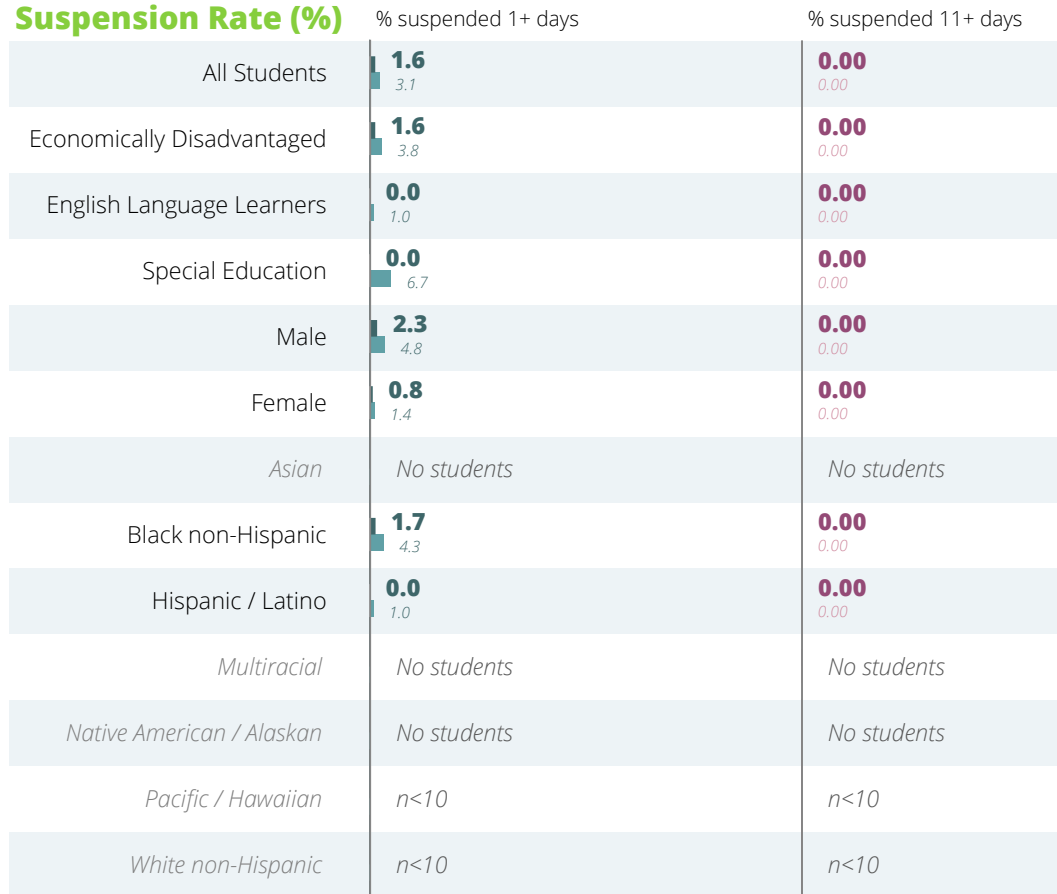 Suspension Rate (%) % suspended 1+ days % suspended 11+ days
All Students 1.6 0.00
3.1 0.00
Economically Disadvantaged 1.6 0.00
3.8 0.00
English Language Learners 0.0 0.00
1.0 0.00
Special Education 0.0 0.00
6.7 0.00
Male 2.3 0.00
4.8 0.00
Female 0.8 0.00
1.4 0.00
Asian No students No students
Black non-Hispanic 1.7 0.00
4.3 0.00
Hispanic / Latino 0.0 0.00
1.0 0.00
Multiracial No students No students
Native American / Alaskan No students No students
Pacific / Hawaiian n<10 n<10
White non-Hispanic n<10 n<10